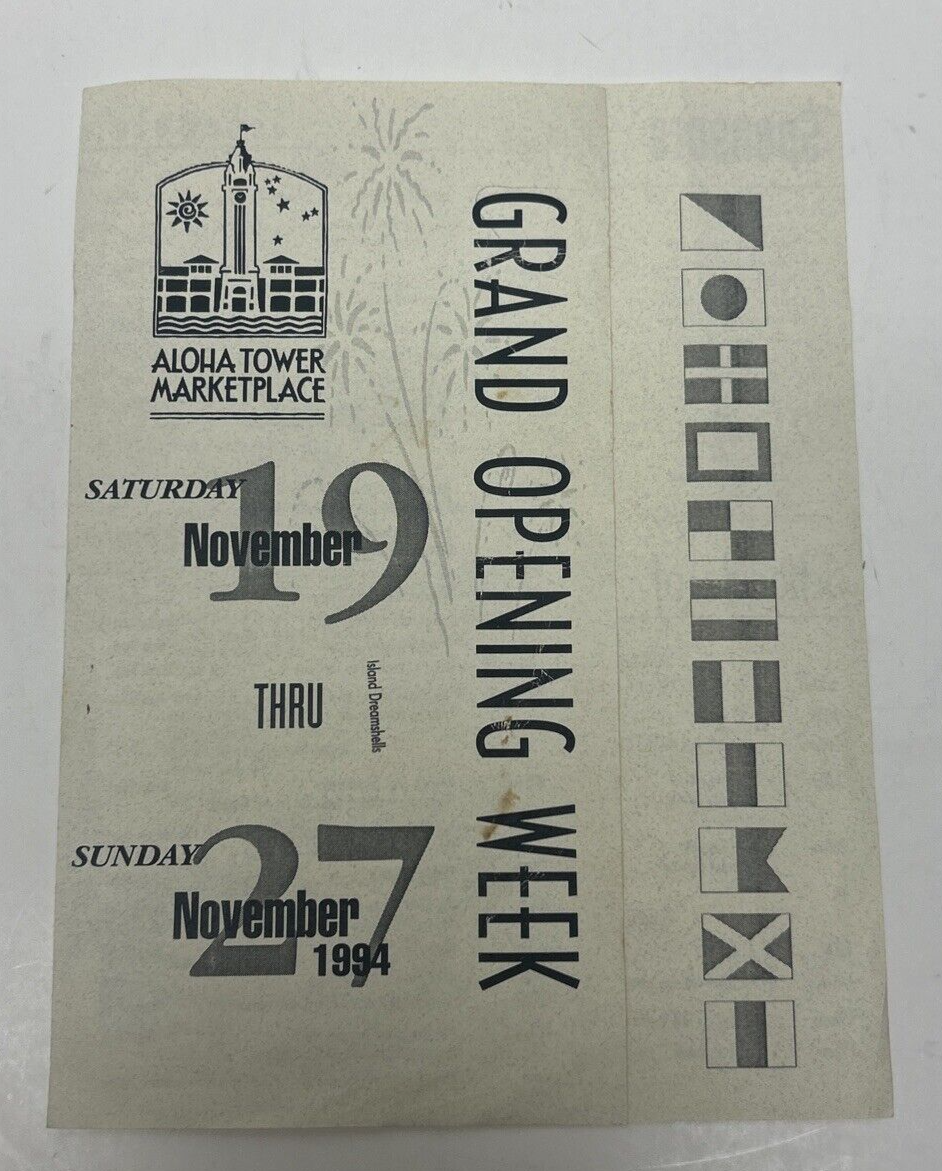 ALOHA TOWER
MARKETPLACE
SATURDAY
19
November
THRU
Island Dreamshells
SUNDAY
27
November
1994
GRAND OPENING WEEK